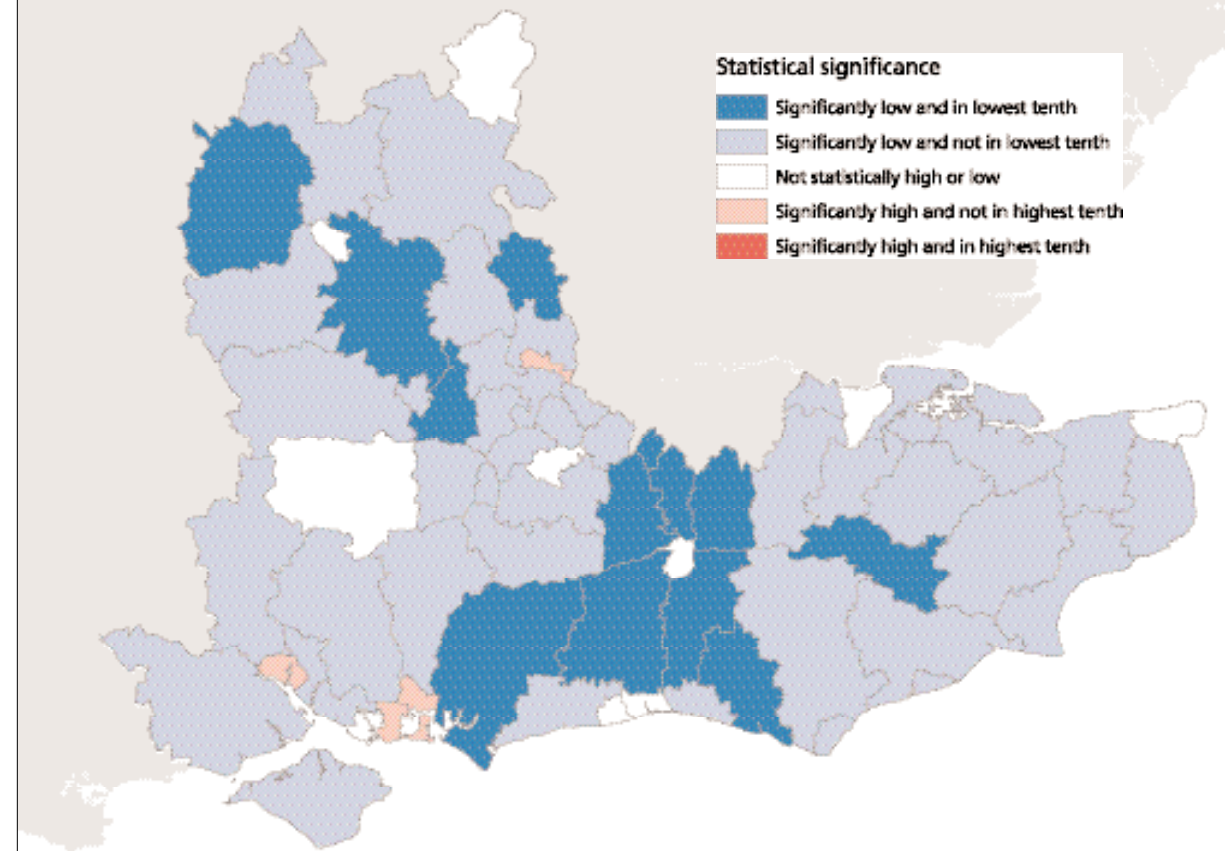 Statistical significance
Significantly low and in lowest tenth
Significantly low and not in lowest tenth
Not statistically high or low
Significantly high and not in highest tenth
Significantly high and in highest tenth